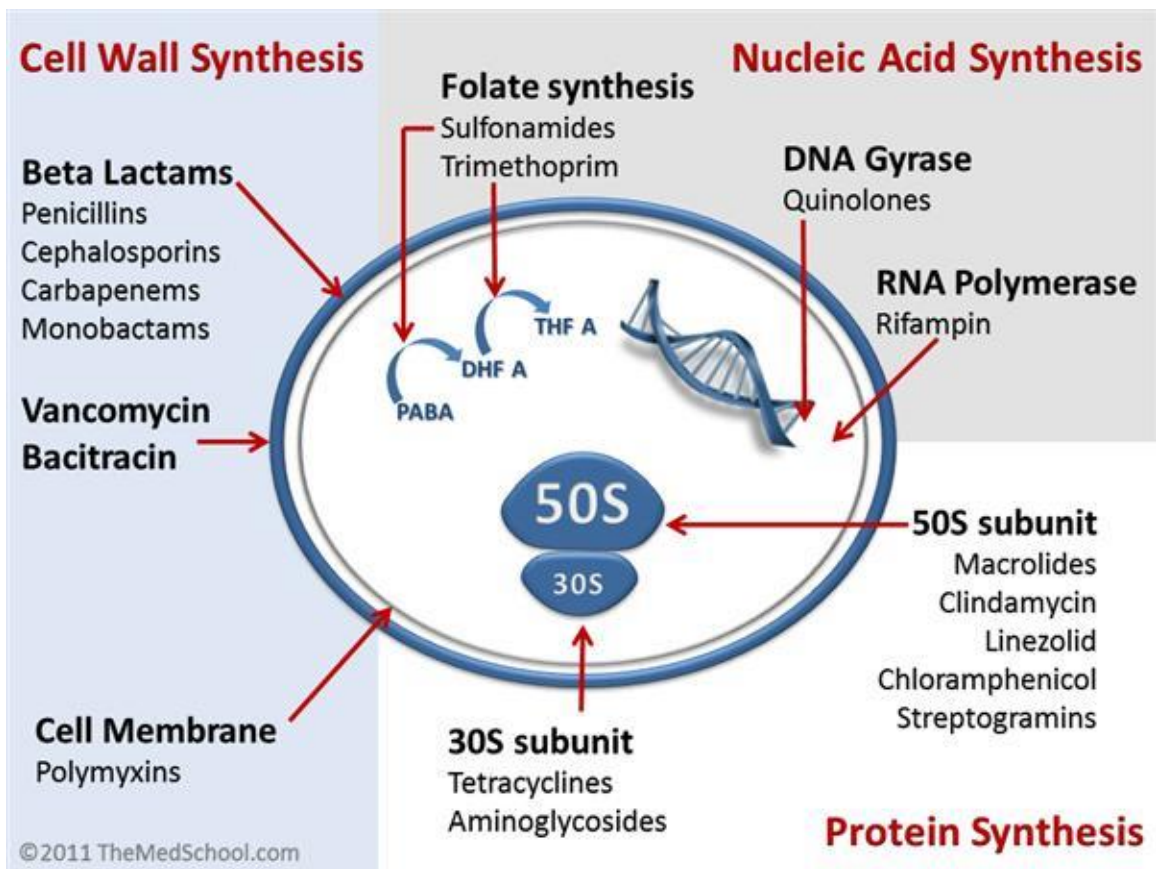 Cell Wall Synthesis
Nucleic Acid Synthesis
Folate synthesis
Sulfonamides
Trimethoprim
DNA Gyrase
Quinolones
Beta Lactams
Penicillins
Cephalosporins
Carbapenems
Monobactams
RNA Polymerase
Rifampin
THF A
DHF A
PABA
Vancomycin
Bacitracin
50S
30S
50S subunit
Macrolides
Clindamycin
Linezolid
Chloramphenicol
Streptogramins
Cell Membrane
Polymyxins
30S subunit
Tetracyclines
Aminoglycosides
Protein Synthesis
©2011 TheMedSchool.com